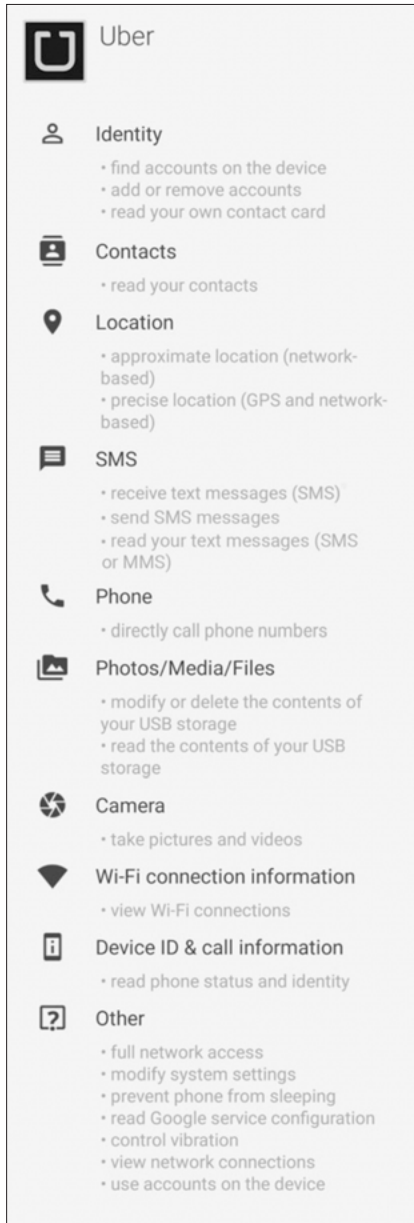 Uber
Identity
• find accounts on the device
• add or remove accounts
• read your own contact card
Contacts
• read your contacts
Location
• approximate location (network-
based)
• precise location (GPS and network-
based)
SMS
• receive text messages (SMS)
• send SMS messages
• read your text messages (SMS
or MMS)
Phone
• directly call phone numbers
Photos/Media/Files
• modify or delete the contents of
your USB storage
• read the contents of your USB
storage
Camera
• take pictures and videos
Wi-Fi connection information
• view Wi-Fi connections
Device ID & call information
• read phone status and identity
Other
• full network access
• modify system settings
• prevent phone from sleeping
• read Google service configuration
• control vibration
• view network connections
• use accounts on the device